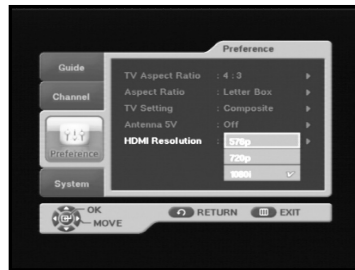 Preference
Guide
Channel
Preference
System
TV Aspect Ratio : 4 : 3
Aspect Ratio : Letter Box
TV Setting : Composite
Antenna 5V : Off
HDMI Resolution : 576p
720p
1080i
OK
MOVE
RETURN
EXIT